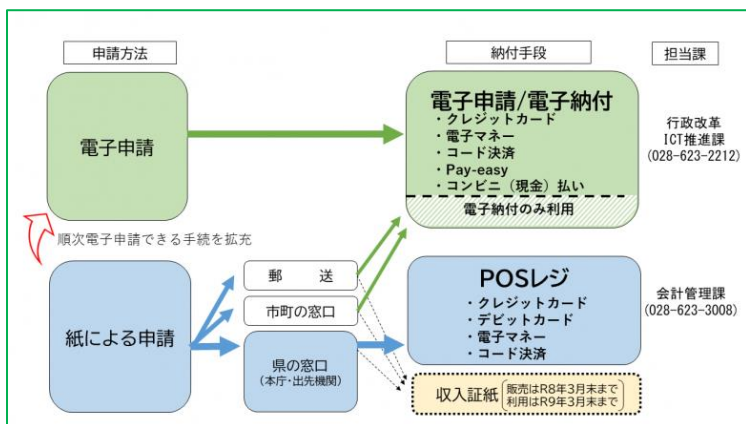 申請方法
納付手段
担当課
電子申請
電子申請/電子納付
・クレジットカード
・電子マネー
・コード決済
・Pay-easy
・コンビニ（現金）払い
電子納付のみ利用
行政改革
ICT推進課
(028-623-2212)
順次電子申請できる手続を拡充
紙による申請
郵　送
市町の窓口
県の窓口
(本庁・出先機関)
POSレジ
・クレジットカード
・デビットカード
・電子マネー
・コード決済
会計管理課
(028-623-3008)
収入証紙
販売はR8年3月末まで
利用はR9年3月末まで